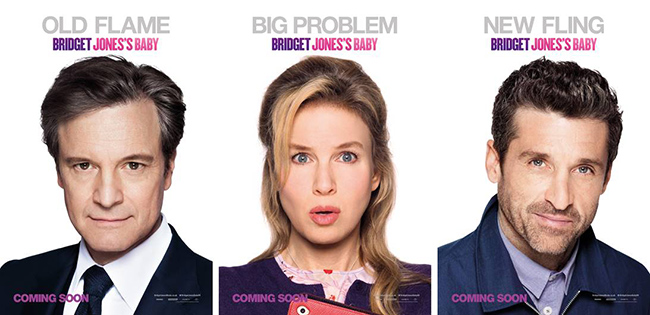 OLD FLAME
BRIDGET JONES'S BABY
COMING SOON
BIG PROBLEM
BRIDGET JONES'S BABY
COMING SOON
NEW FLING
BRIDGET JONES'S BABY
COMING SOON